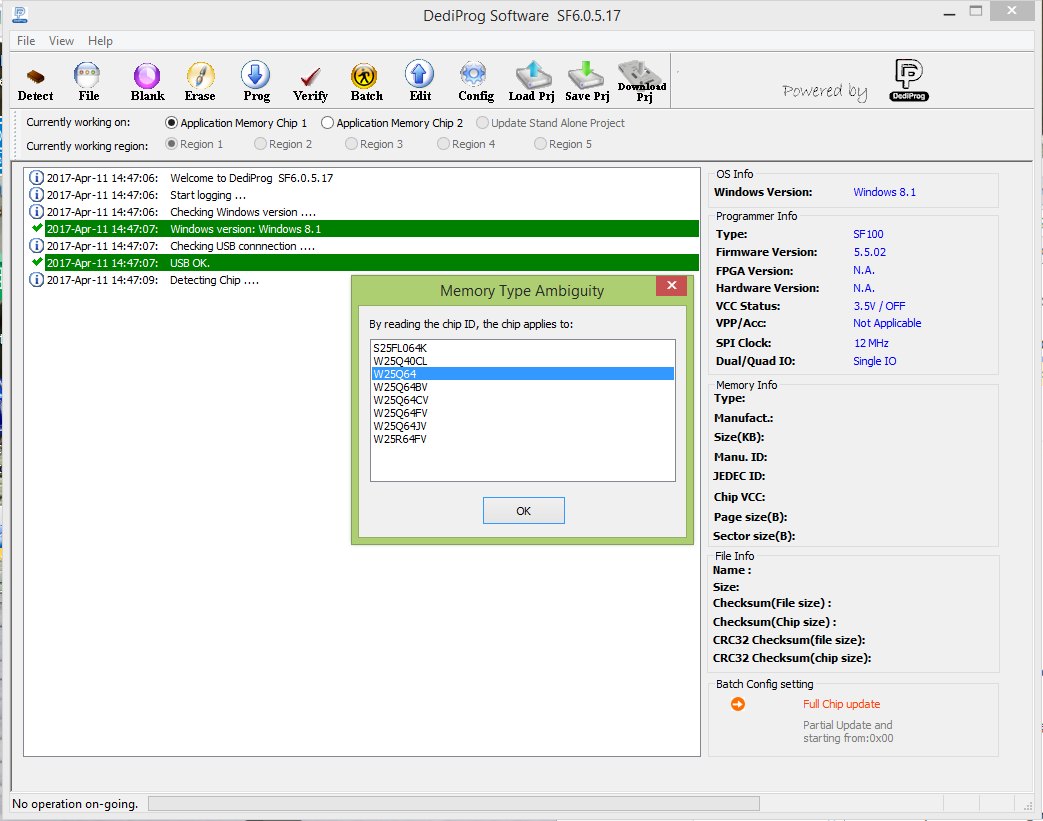 DediProg Software  SF6.0.5.17
File View Help
Detect File Blank Erase Prog Verify Batch Edit Config Load Prj Save Prj Download Prj
Powered by DediProg
Currently working on: Application Memory Chip 1 Application Memory Chip 2 Update Stand Alone Project
Currently working region: Region 1 Region 2 Region 3 Region 4 Region 5
2017-Apr-11 14:47:06: Welcome to DediProg  SF6.0.5.17
2017-Apr-11 14:47:06: Start logging ...
2017-Apr-11 14:47:06: Checking Windows version ....
2017-Apr-11 14:47:07: Windows version: Windows 8.1
2017-Apr-11 14:47:07: Checking USB connnection ....
2017-Apr-11 14:47:07: USB OK.
2017-Apr-11 14:47:09: Detecting Chip ....
Memory Type Ambiguity
By reading the chip ID, the chip applies to:
S25FL064K
W25Q40CL
W25Q64
W25Q64BV
W25Q64CV
W25Q64FV
W25Q64JV
W25R64FV
OK
OS Info
Windows Version: Windows 8.1
Programmer Info
Type: SF100
Firmware Version: 5.5.02
FPGA Version: N.A.
Hardware Version: N.A.
VCC Status: 3.5V / OFF
VPP/Acc: Not Applicable
SPI Clock: 12 MHz
Dual/Quad IO: Single IO
Memory Info
Type:
Manufact.:
Size(KB):
Manu. ID:
JEDEC ID:
Chip VCC:
Page size(B):
Sector size(B):
File Info
Name :
Size:
Checksum(File size) :
Checksum(Chip size) :
CRC32 Checksum(file size):
CRC32 Checksum(chip size):
Batch Config setting
Full Chip update
Partial Update and
starting from:0x00
No operation on-going.